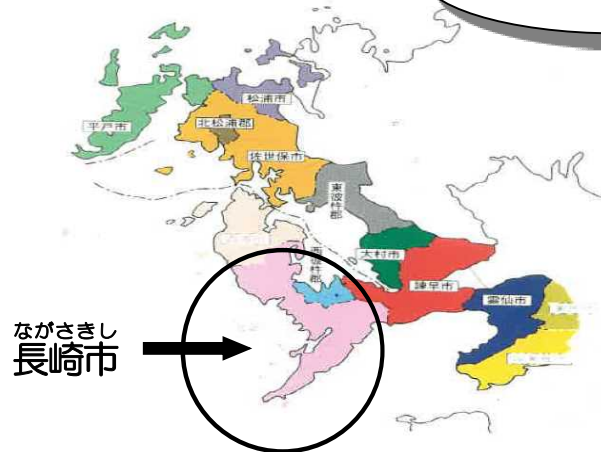 松浦市
平戸市
北松浦郡
佐世保市
東彼杵郡
西彼杵郡
大村市
諫早市
雲仙市
ながさきし
長崎市